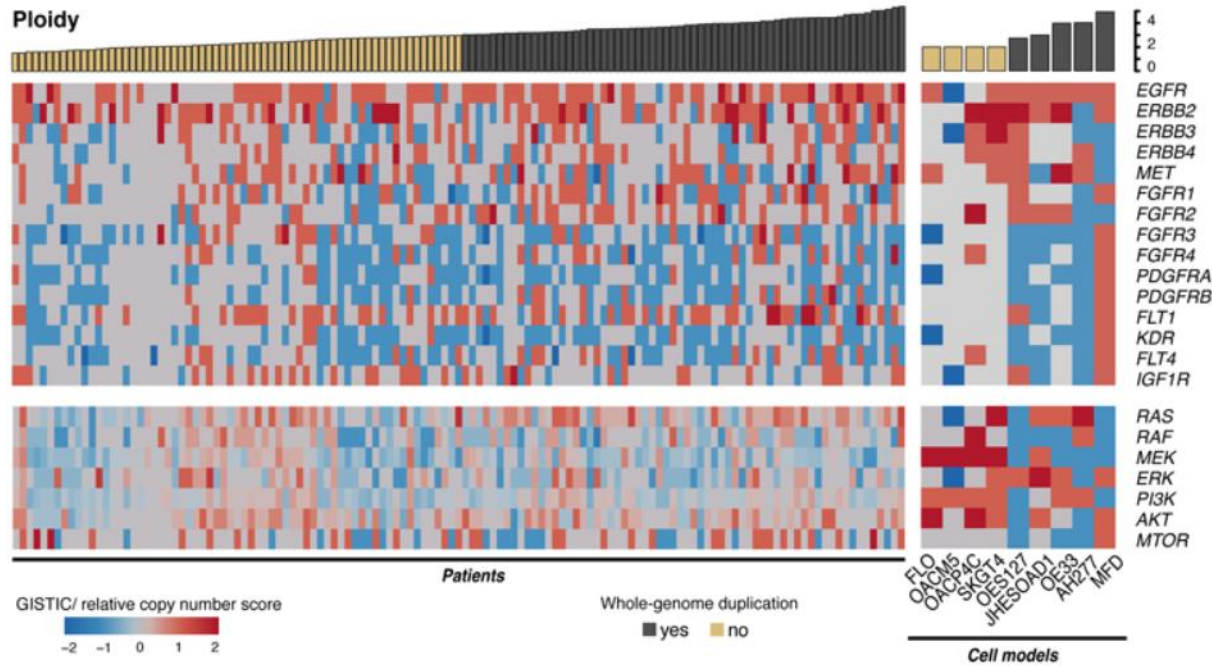 Ploidy
4
2
0
EGFR
ERBB2
ERBB3
ERBB4
MET
FGFR1
FGFR2
FGFR3
FGFR4
PDGFRA
PDGFRB
FLT1
KDR
FLT4
IGF1R
RAS
RAF
MEK
ERK
PI3K
AKT
MTOR
FLO
OACM5
OACP4C
SKGT4
OES127
JHESOAD1
OE33
AH277
MFD
Patients
Cell models
GISTIC/ relative copy number score
-2 -1 0 1 2
Whole-genome duplication
yes no